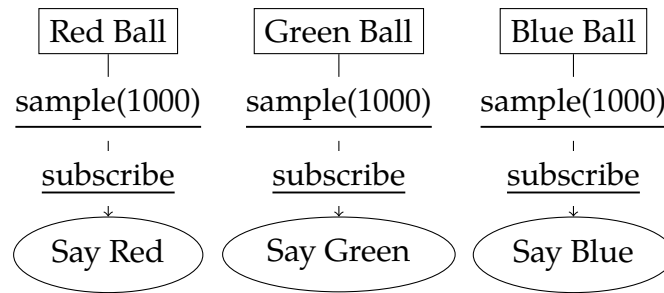 Red Ball Green Ball Blue Ball
sample(1000) sample(1000) sample(1000)
subscribe subscribe subscribe
Say Red Say Green Say Blue